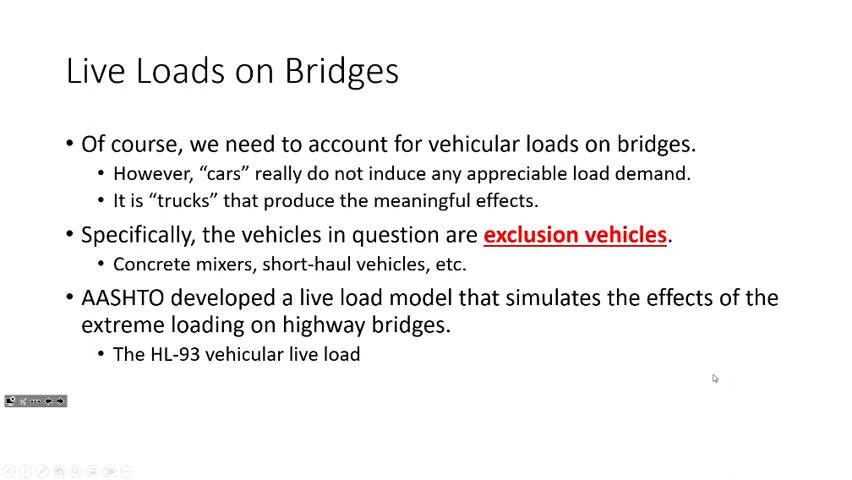 Live Loads on Bridges
• Of course, we need to account for vehicular loads on bridges.
• However, “cars” really do not induce any appreciable load demand.
• It is “trucks” that produce the meaningful effects.
• Specifically, the vehicles in question are exclusion vehicles.
• Concrete mixers, short-haul vehicles, etc.
• AASHTO developed a live load model that simulates the effects of the
extreme loading on highway bridges.
• The HL-93 vehicular live load